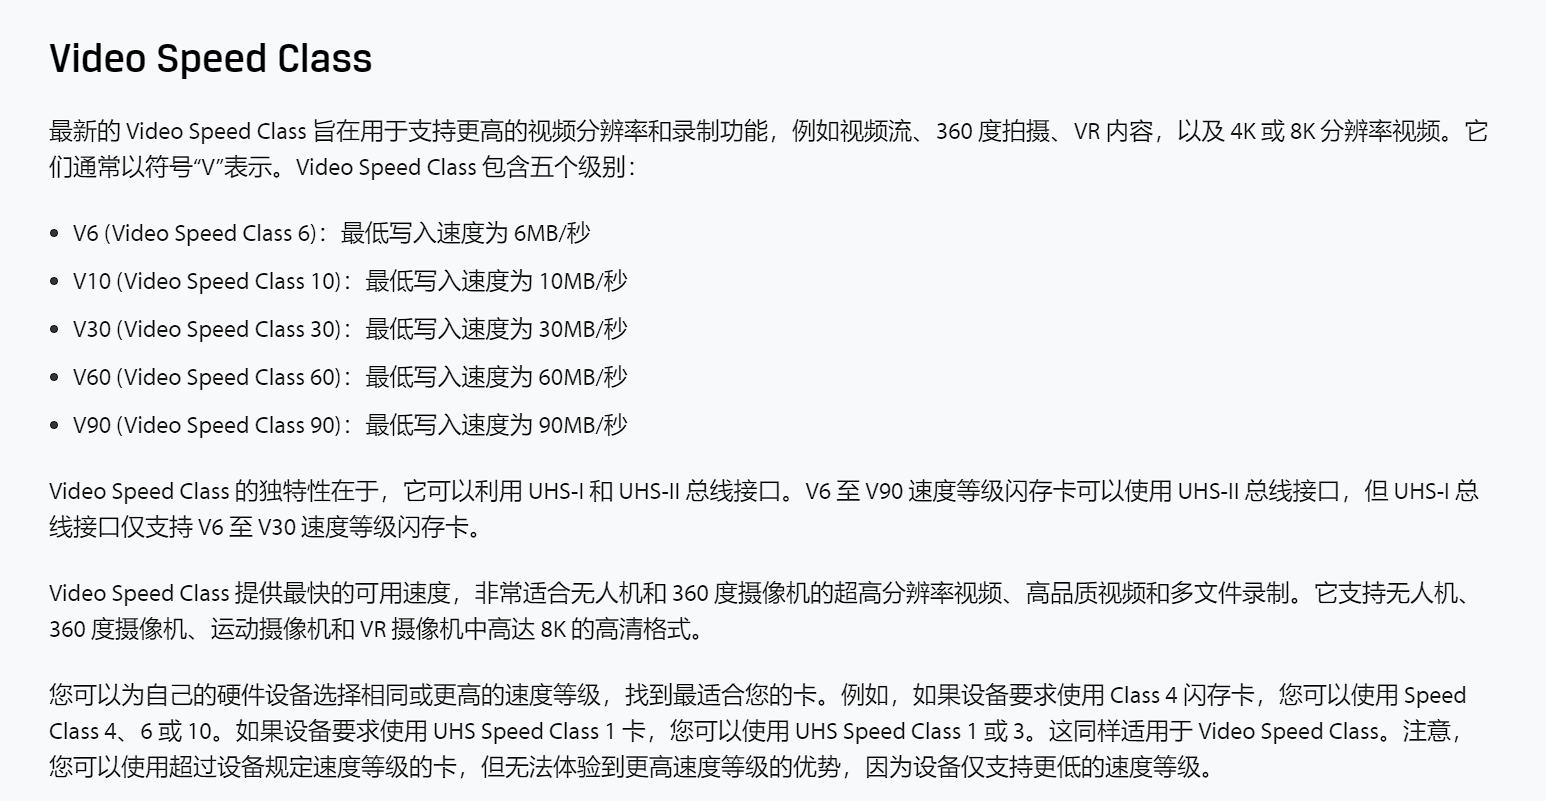 Video Speed Class
最新的 Video Speed Class 旨在用于支持更高的视频分辨率和录制功能，例如视频流、360 度拍摄、VR 内容，以及 4K 或 8K 分辨率视频。它
们通常以符号“V”表示。Video Speed Class 包含五个级别：
• V6 (Video Speed Class 6)：最低写入速度为 6MB/秒
• V10 (Video Speed Class 10)：最低写入速度为 10MB/秒
• V30 (Video Speed Class 30)：最低写入速度为 30MB/秒
• V60 (Video Speed Class 60)：最低写入速度为 60MB/秒
• V90 (Video Speed Class 90)：最低写入速度为 90MB/秒
Video Speed Class 的独特性在于，它可以利用 UHS-I 和 UHS-II 总线接口。V6 至 V90 速度等级闪存卡可以使用 UHS-II 总线接口，但 UHS-I 总
线接口仅支持 V6 至 V30 速度等级闪存卡。
Video Speed Class 提供最快的可用速度，非常适合无人机和 360 度摄像机的超高分辨率视频、高品质视频和多文件录制。它支持无人机、
360 度摄像机、运动摄像机和 VR 摄像机中高达 8K 的高清格式。
您可以为自己的硬件设备选择相同或更高的速度等级，找到最适合您的卡。例如，如果设备要求使用 Class 4 闪存卡，您可以使用 Speed
Class 4、6 或 10。如果设备要求使用 UHS Speed Class 1 卡，您可以使用 UHS Speed Class 1 或 3。这同样适用于 Video Speed Class。注意，
您可以使用超过设备规定速度等级的卡，但无法体验到更高速度等级的优势，因为设备仅支持更低的速度等级。